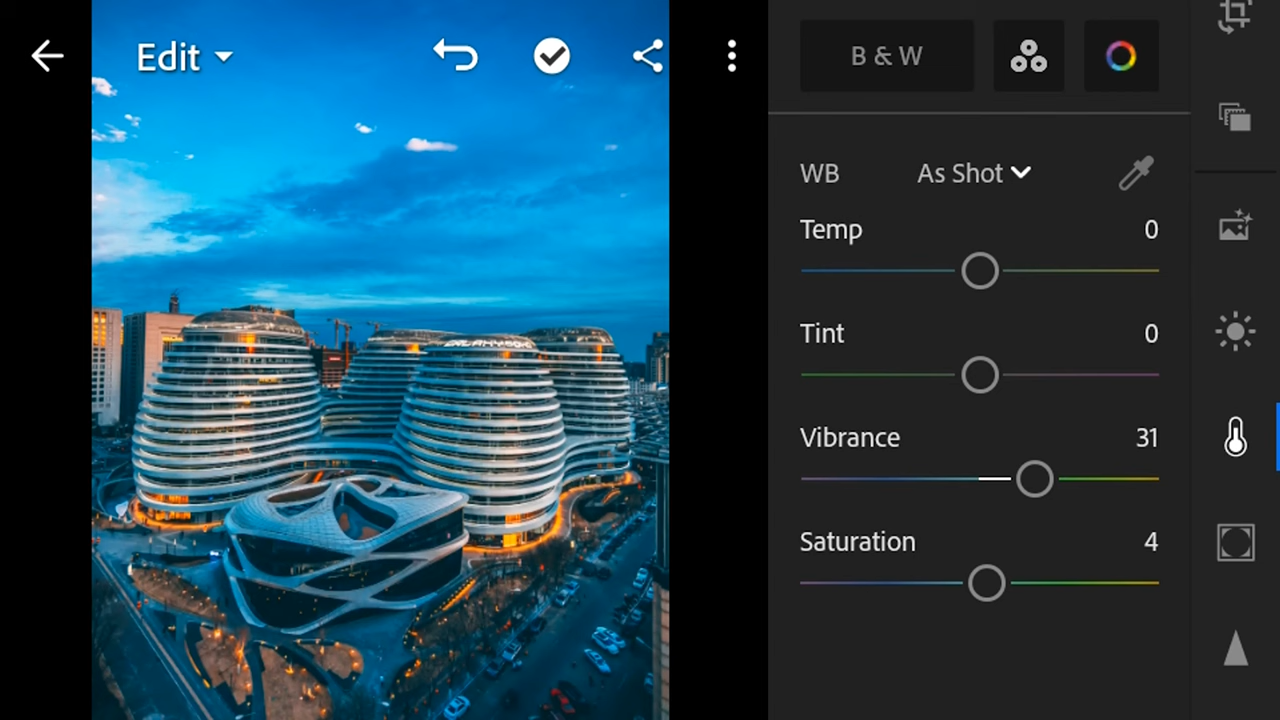 Edit
B & W
WB As Shot
Temp 0
Tint 0
Vibrance 31
Saturation 4